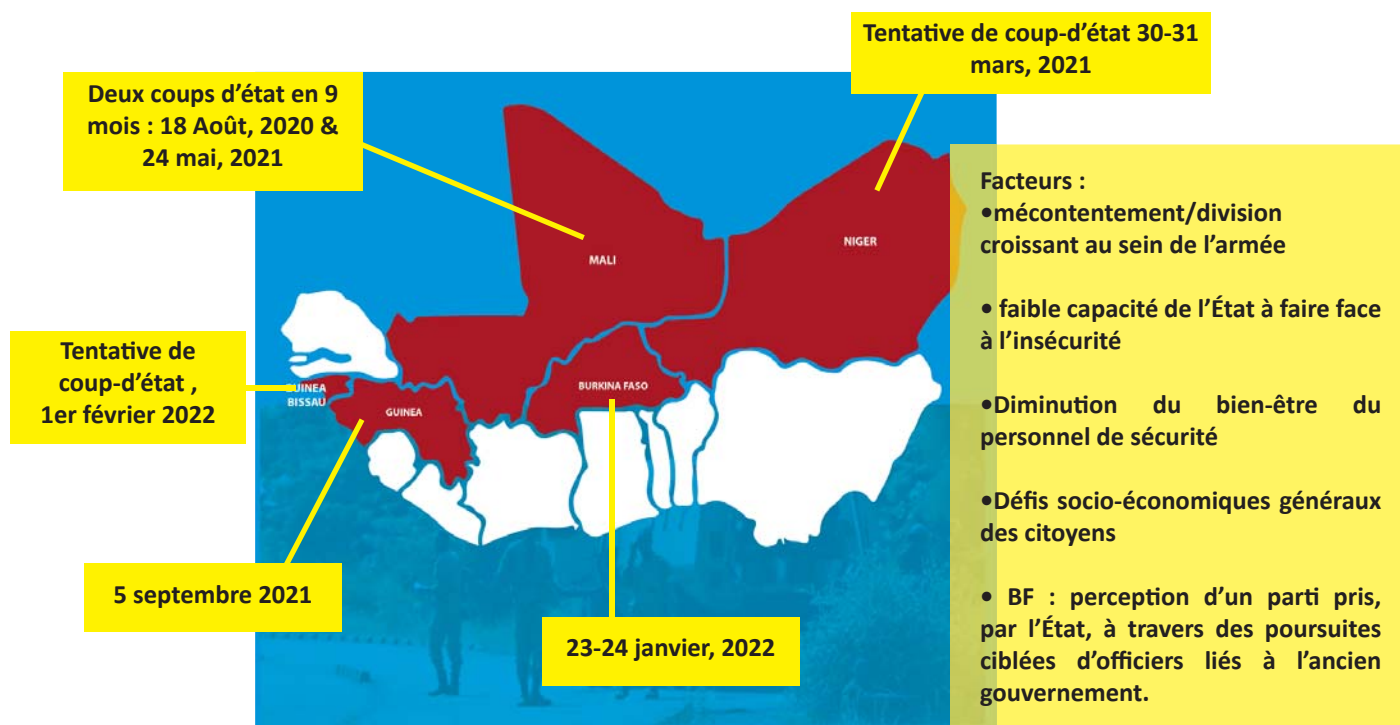 Tentative de coup-d'état 30-31
mars, 2021
Deux coups d'état en 9
mois : 18 Août, 2020 &
24 mai, 2021
Facteurs :
•mécontentement/division
croissant au sein de l'armée
• faible capacité de l'État à faire face
à l'insécurité
•Diminution du bien-être du
personnel de sécurité
•Défis socio-économiques généraux
des citoyens
• BF : perception d'un parti pris,
par l'État, à travers des poursuites
ciblées d'officiers liés à l'ancien
gouvernement.
NIGER
MALI
Tentative de
coup-d'état ,
1er février 2022
GUINEA
BISSAU
GUINEA
BURKINA FASO
5 septembre 2021
23-24 janvier, 2022